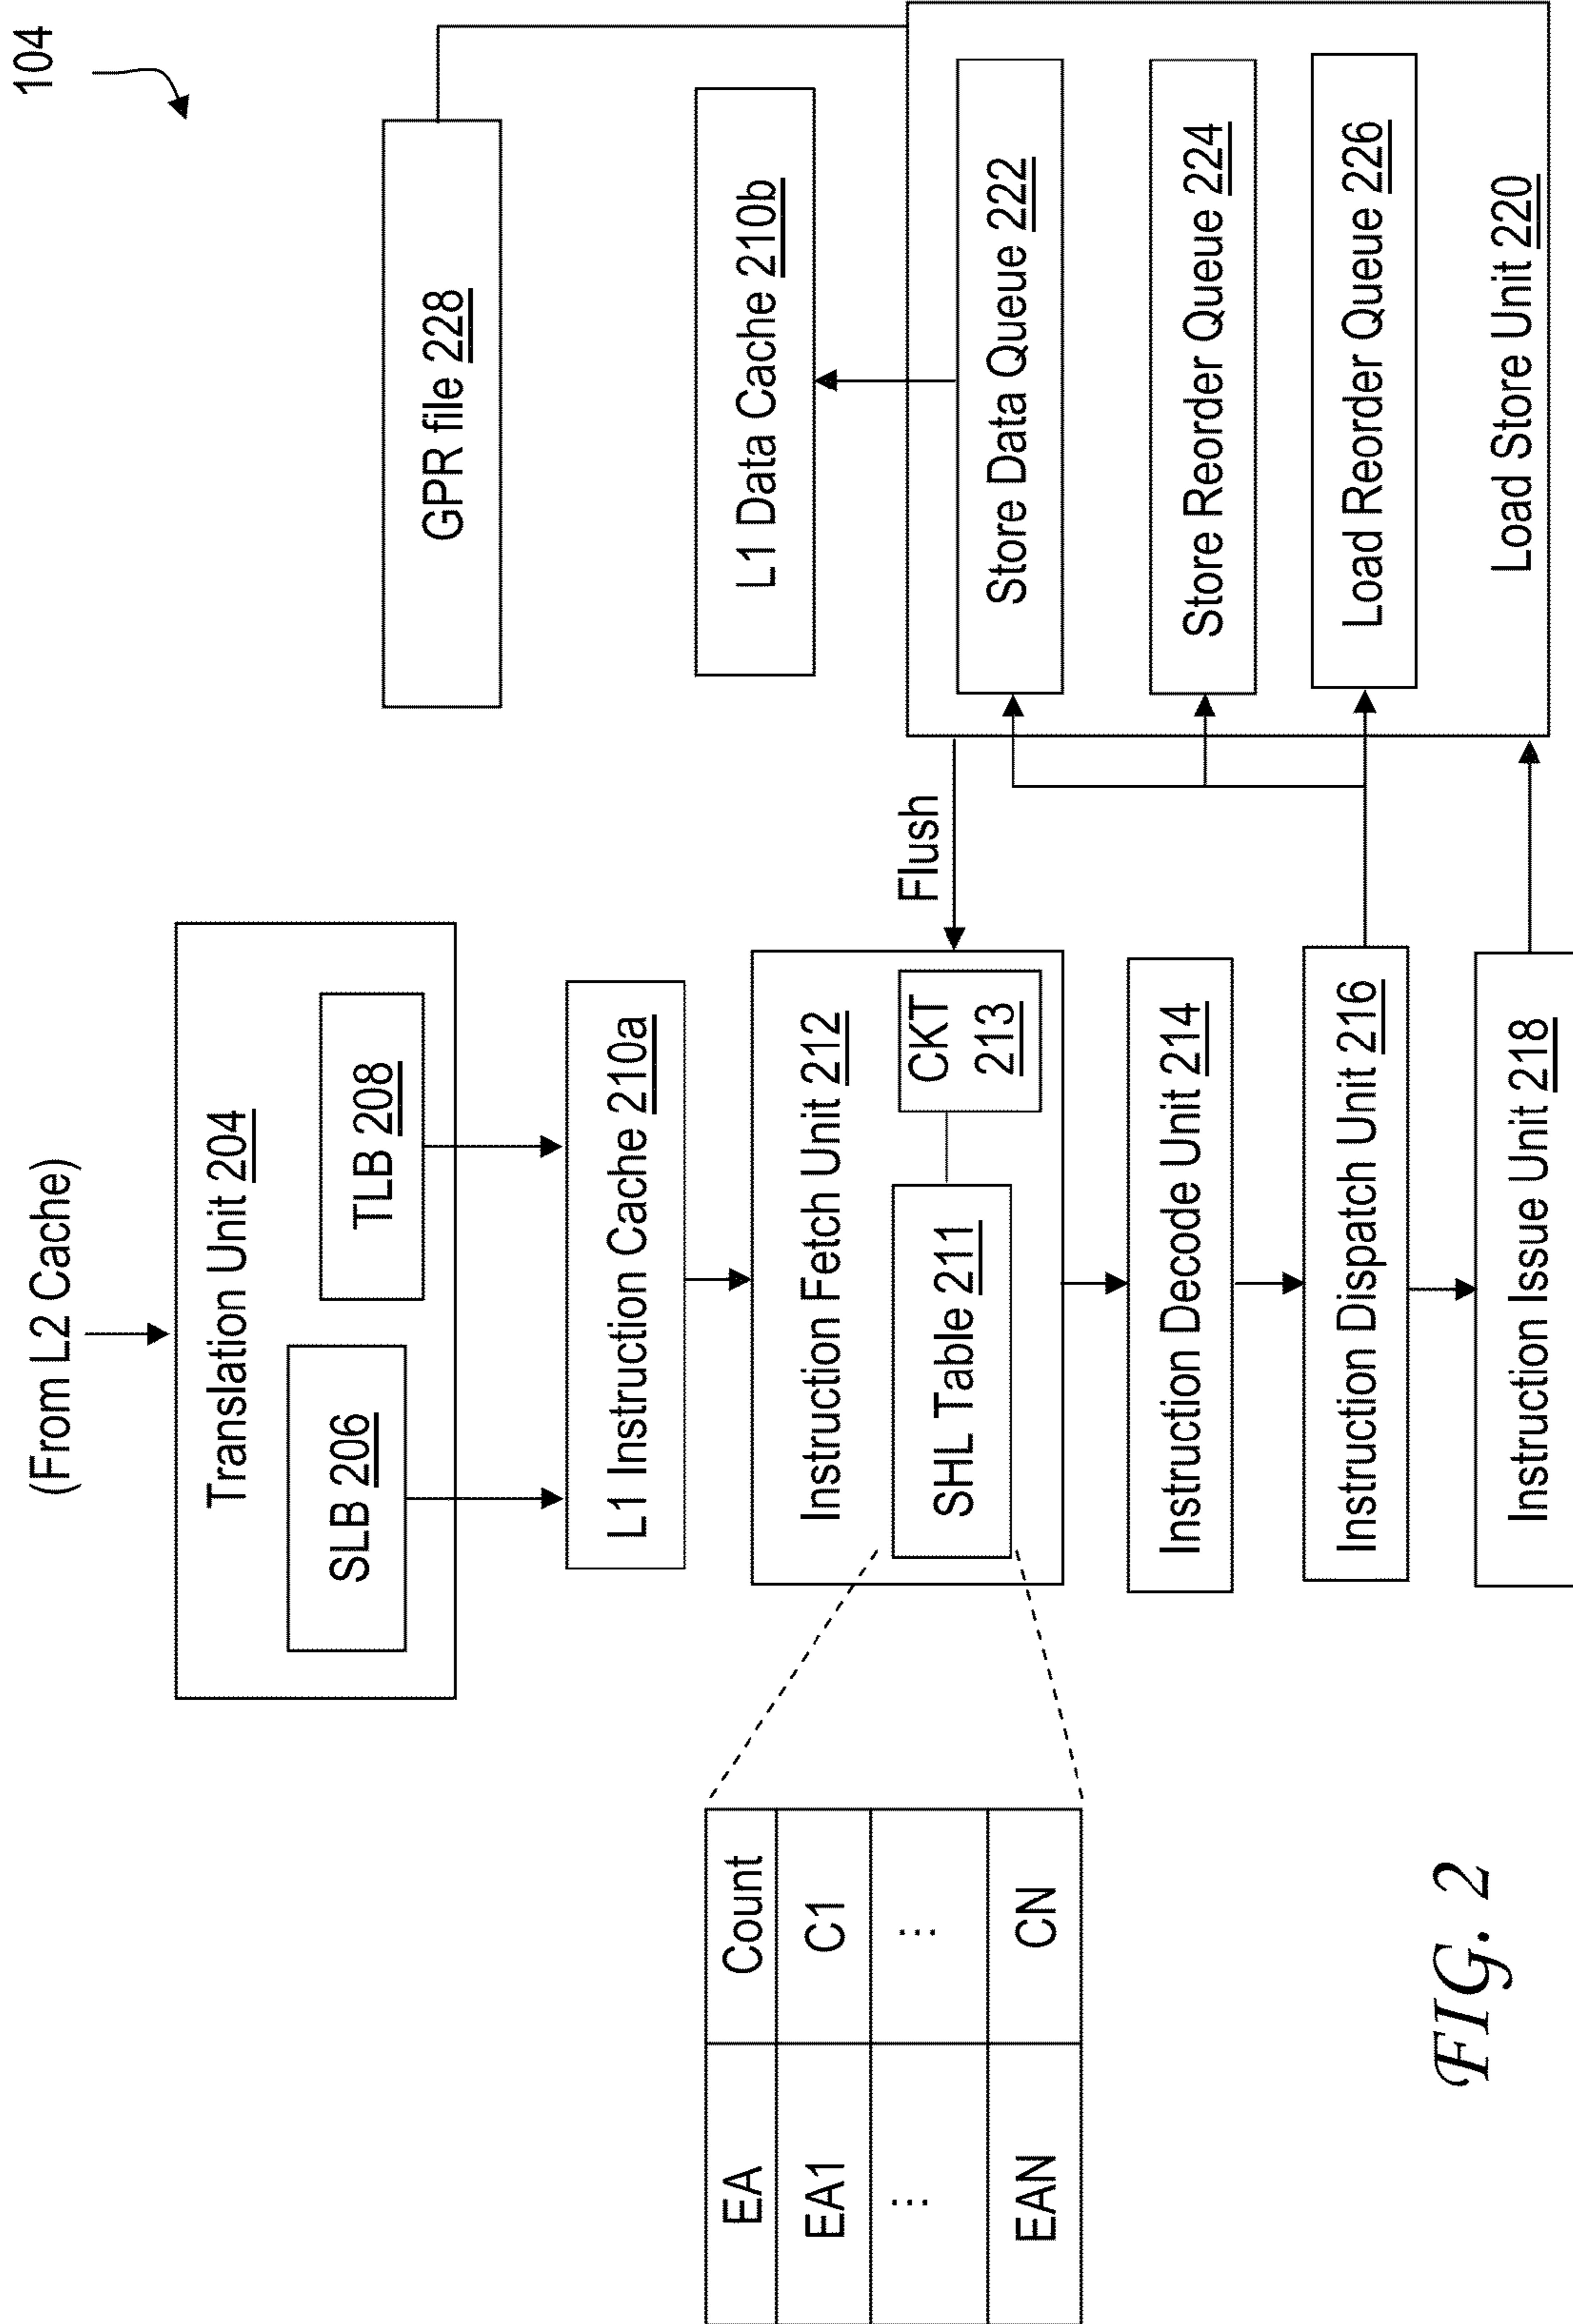 104
(From L2 Cache)
Translation Unit 204
SLB 206
TLB 208
GPR file 228
L1 Instruction Cache 210a
L1 Data Cache 210b
Instruction Fetch Unit 212
SHL Table 211
CKT
213
Flush
EA Count
EA1 C1
... ...
EAN CN
Store Data Queue 222
Store Reorder Queue 224
Load Reorder Queue 226
Load Store Unit 220
Instruction Decode Unit 214
Instruction Dispatch Unit 216
Instruction Issue Unit 218
FIG. 2